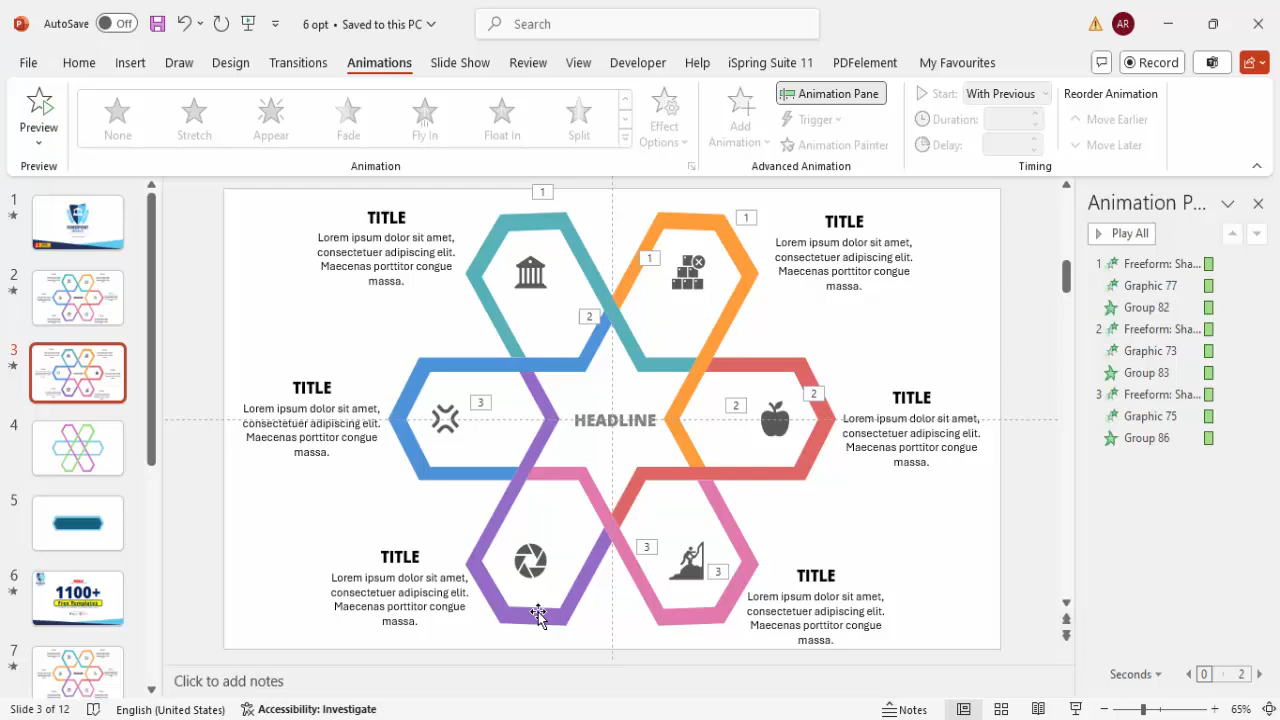 AutoSave Off 6 opt • Saved to this PC Search AR
File Home Insert Draw Design Transitions Animations Slide Show Review View Developer Help iSpring Suite 11 PDFelement My Favourites Record
Preview
None Stretch Appear Fade Fly In Float In Split
Effect Options
Add Animation
Animation Pane
Trigger
Animation Painter
Start: With Previous
Duration:
Delay:
Reorder Animation
Move Earlier
Move Later
Preview Animation Advanced Animation Timing
1
2
3
4
5
6
1100+
Free Templates
7
TITLE
Lorem ipsum dolor sit amet,
consectetuer adipiscing elit.
Maecenas porttitor congue
massa.
1
1
1
2
TITLE
Lorem ipsum dolor sit amet,
consectetuer adipiscing elit.
Maecenas porttitor congue
massa.
TITLE
Lorem ipsum dolor sit amet,
consectetuer adipiscing elit.
Maecenas porttitor congue
massa.
3
HEADLINE
2
2
TITLE
Lorem ipsum dolor sit amet,
consectetuer adipiscing elit.
Maecenas porttitor congue
massa.
TITLE
Lorem ipsum dolor sit amet,
consectetuer adipiscing elit.
Maecenas porttitor congue
massa.
3
3
TITLE
Lorem ipsum dolor sit amet,
consectetuer adipiscing elit.
Maecenas porttitor congue
massa.
Animation P...
Play All
1 Freeform: Sha...
Graphic 77
Group 82
2 Freeform: Sha...
Graphic 73
Group 83
3 Freeform: Sha...
Graphic 75
Group 86
Seconds 0 2
Click to add notes
Slide 3 of 12 English (United States) Accessibility: Investigate Notes 65%